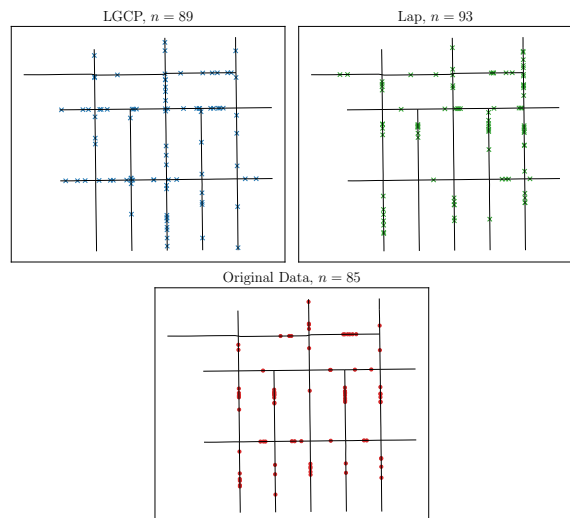 LGCP, n = 89
Lap, n = 93
Original Data, n = 85